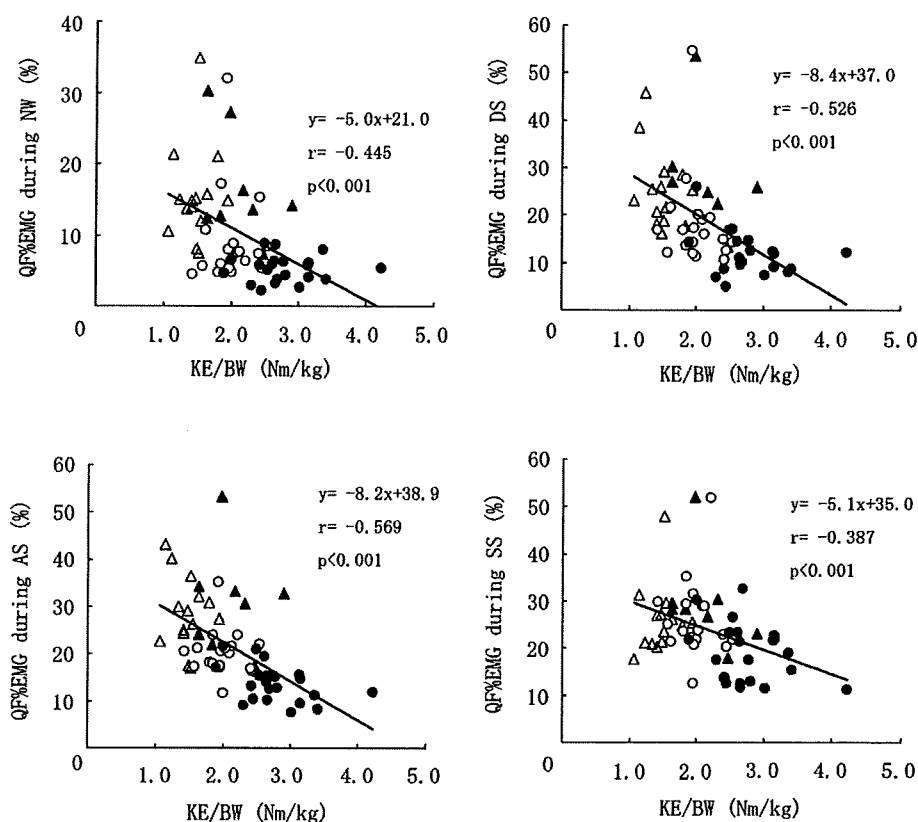 QF%EMG during NW (%)
40
30
20
10
0
1.0 2.0 3.0 4.0 5.0
KE/BW (Nm/kg)
y= -5.0x+21.0
r= -0.445
p<0.001
QF%EMG during DS (%)
60
50
40
30
20
10
0
1.0 2.0 3.0 4.0 5.0
KE/BW (Nm/kg)
y= -8.4x+37.0
r= -0.526
p<0.001
QF%EMG during AS (%)
60
50
40
30
20
10
0
1.0 2.0 3.0 4.0 5.0
KE/BW (Nm/kg)
y= -8.2x+38.9
r= -0.569
p<0.001
QF%EMG during SS (%)
60
50
40
30
20
10
0
1.0 2.0 3.0 4.0 5.0
KE/BW (Nm/kg)
y= -5.1x+35.0
r= -0.387
p<0.001